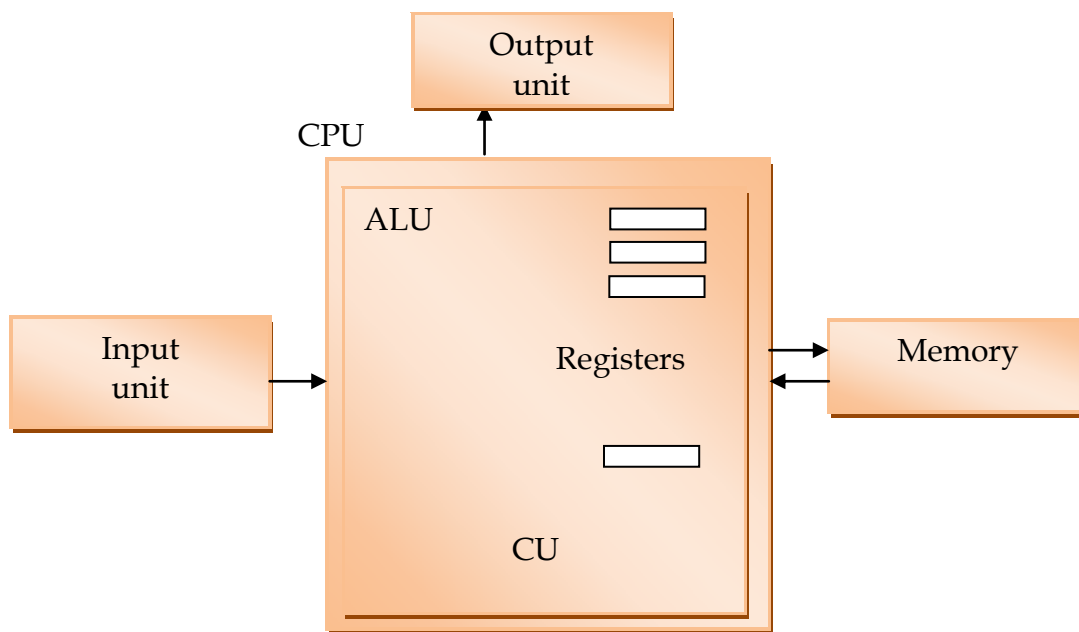 Output
unit
CPU
ALU
Input
unit
Registers
Memory
CU